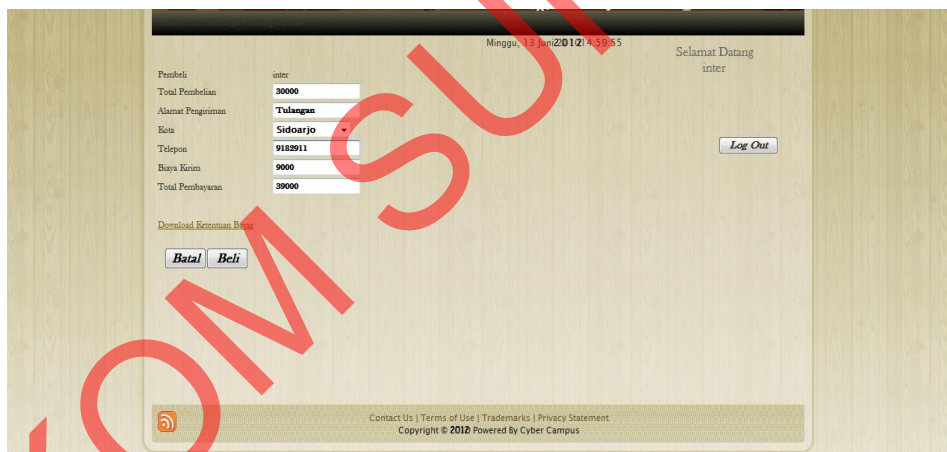 Minggu, 13 Juni 2012 14:59:55
Selamat Datang
inter
Pembeli inter
Total Pembelian 30000
Alamat Pengiriman Tulangan
Kota Sidoarjo
Telepon 9182911
Biaya Kirim 9000
Total Pembayaran 39000
Log Out
Download Ketentuan Bayar
Batal Beli
Contact Us | Terms of Use | Trademarks | Privacy Statement
Copyright © 2012 Powered By Cyber Campus
OM SU